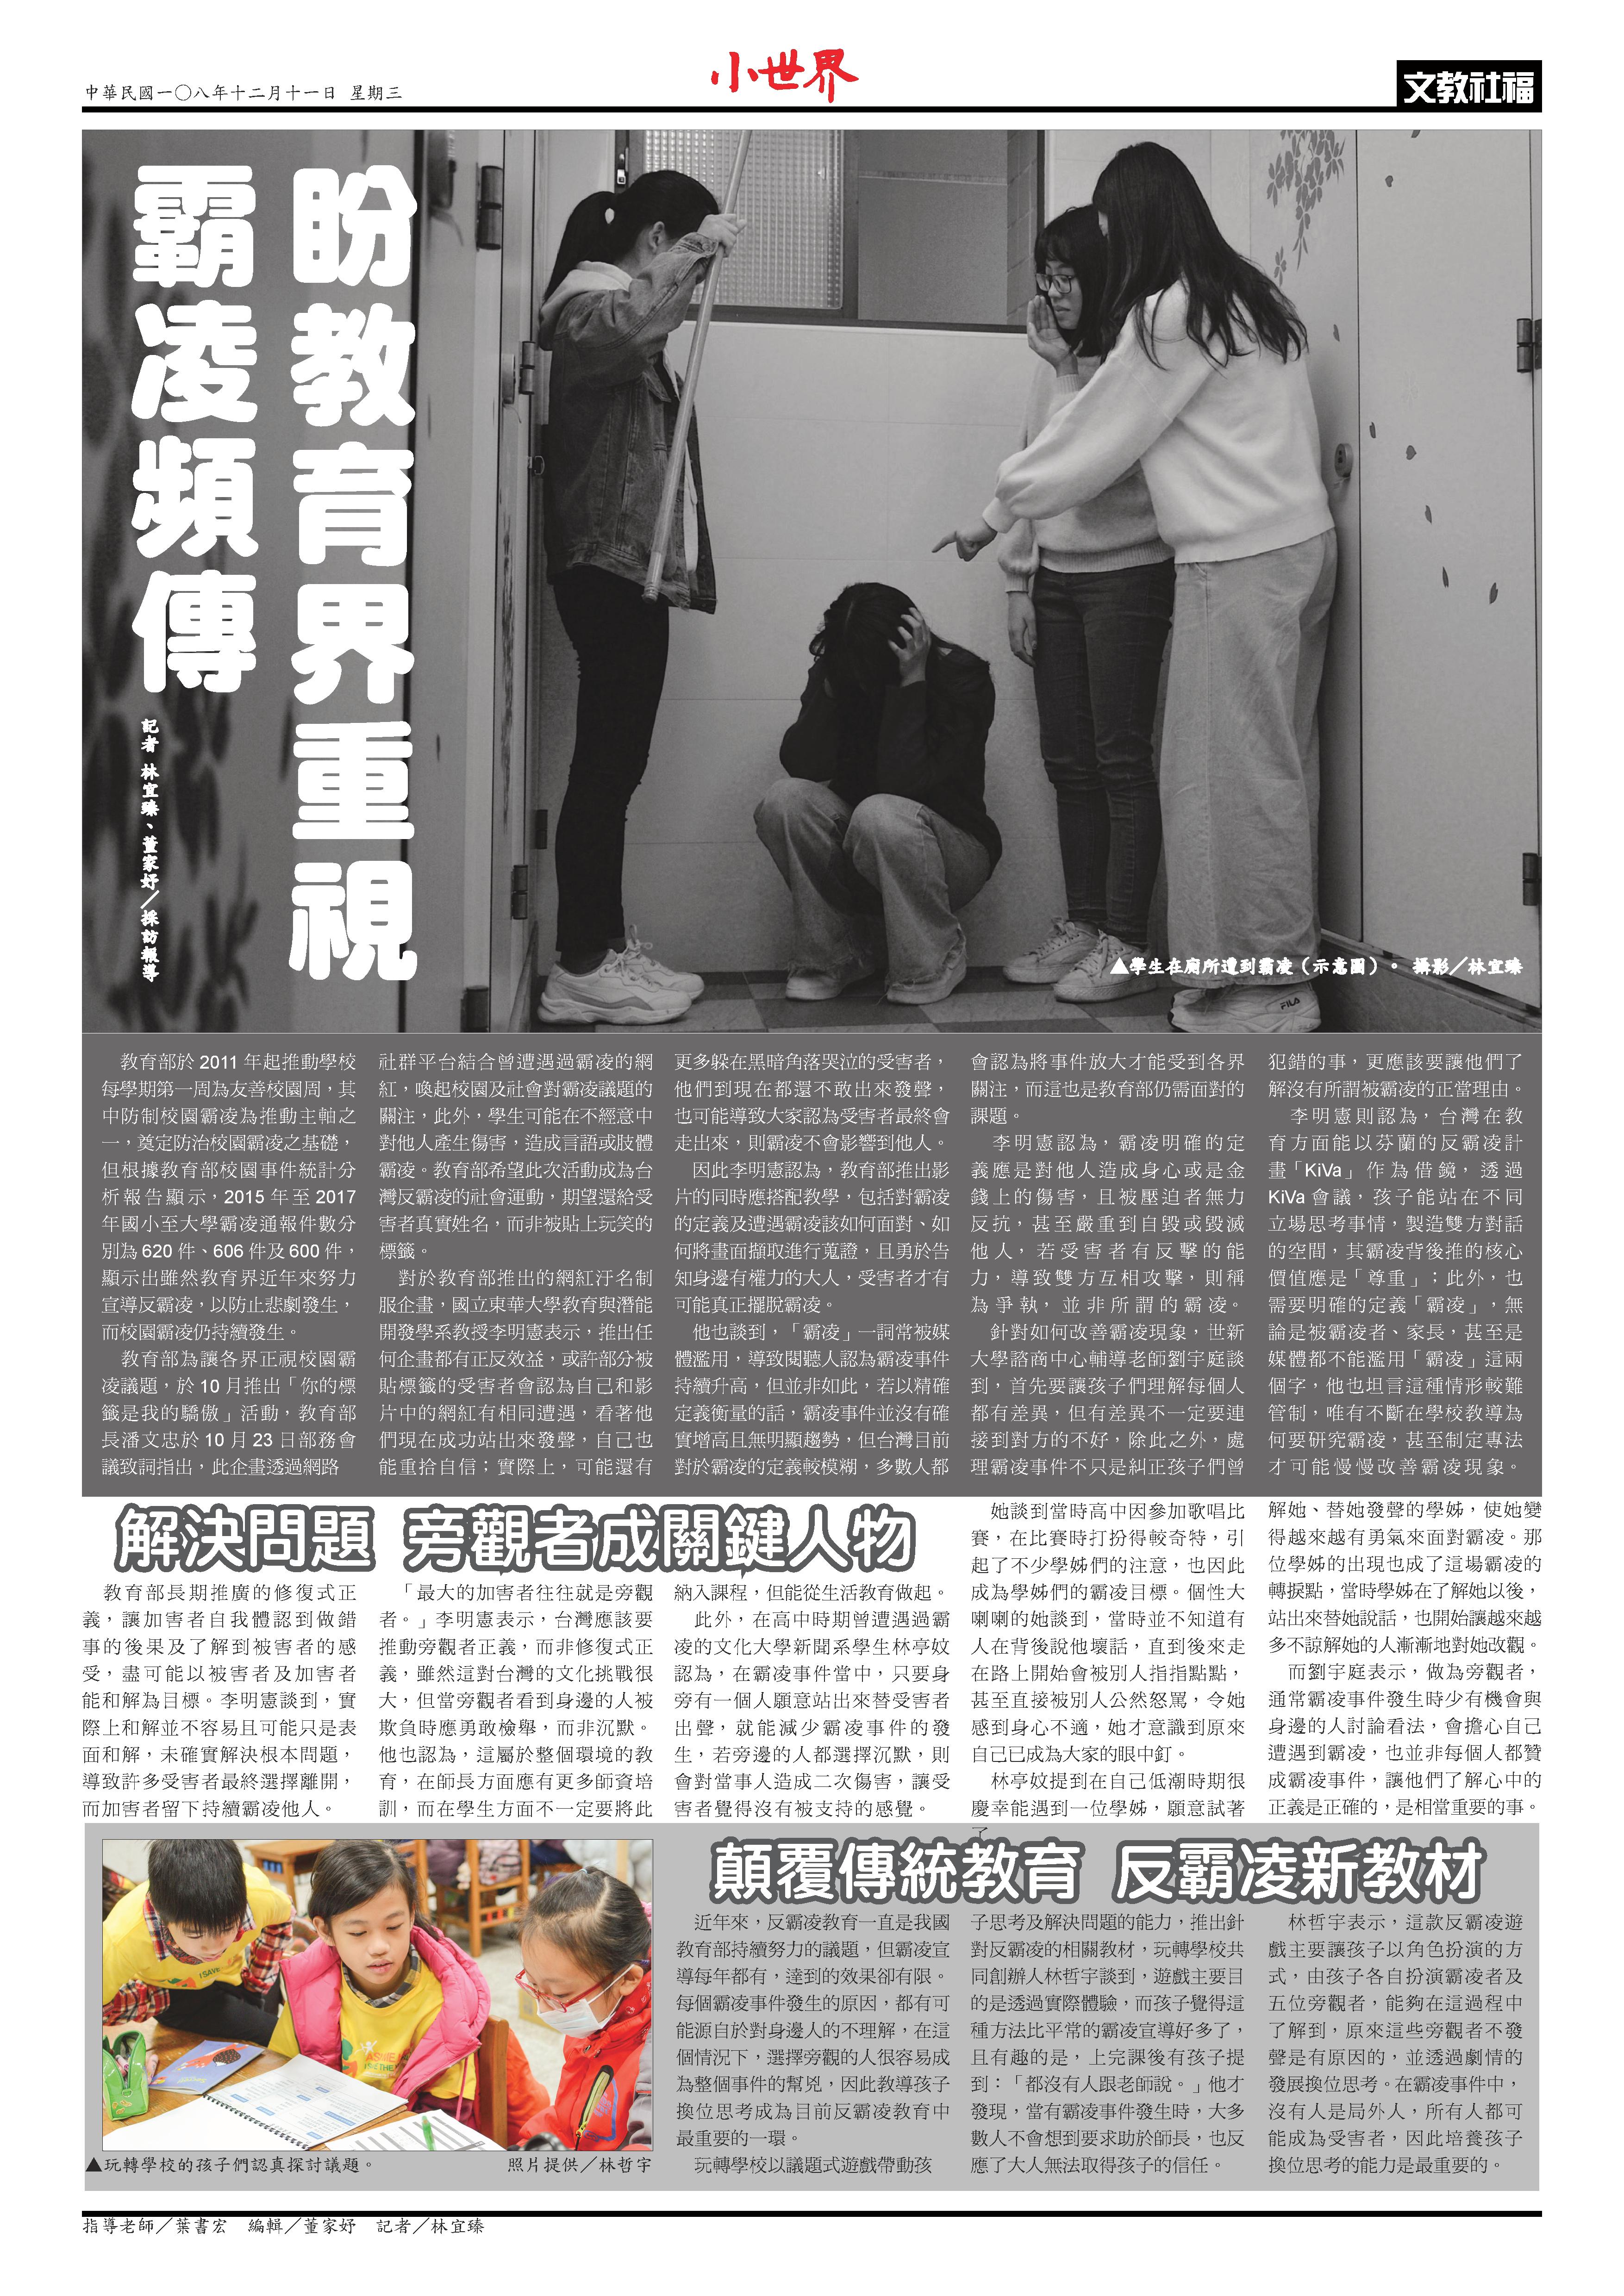 中華民國一〇八年十二月十一日 星期三
小世界
文教社福
霸凌頻傳
盼教育界重視
記者 林宜臻、董家妤／採訪報導
▲學生在廁所遭到霸凌（示意圖）。 攝影／林宜臻
教育部於 2011 年起推動學校
每學期第一周為友善校園周，其
中防制校園霸凌為推動主軸之
一，奠定防治校園霸凌之基礎，
但根據教育部校園事件統計分
析報告顯示，2015 年至 2017
年國小至大學霸凌通報件數分
別為 620 件、606 件及 600 件，
顯示出雖然教育界近年來努力
宣導反霸凌，以防止悲劇發生，
而校園霸凌仍持續發生。
教育部為讓各界正視校園霸
凌議題，於 10 月推出「你的標
籤是我的驕傲」活動，教育部
長潘文忠於 10 月 23 日部務會
議致詞指出，此企畫透過網路
社群平台結合曾遭遇過霸凌的網
紅，喚起校園及社會對霸凌議題的
關注，此外，學生可能在不經意中
對他人產生傷害，造成言語或肢體
霸凌。教育部希望此次活動成為台
灣反霸凌的社會運動，期望還給受
害者真實姓名，而非被貼上玩笑的
標籤。
對於教育部推出的網紅汙名制
服企畫，國立東華大學教育與潛能
開發學系教授李明憲表示，推出任
何企畫都有正反效益，或許部分被
貼標籤的受害者會認為自己和影
片中的網紅有相同遭遇，看著他
們現在成功站出來發聲，自己也
能重拾自信；實際上，可能還有
更多躲在黑暗角落哭泣的受害者，
他們到現在都還不敢出來發聲，
也可能導致大家認為受害者最終會
走出來，則霸凌不會影響到他人。
因此李明憲認為，教育部推出影
片的同時應搭配教學，包括對霸凌
的定義及遭遇霸凌該如何面對、如
何將畫面擷取進行蒐證，且勇於告
知身邊有權力的大人，受害者才有
可能真正擺脫霸凌。
他也談到，「霸凌」一詞常被媒
體濫用，導致閱聽人認為霸凌事件
持續升高，但並非如此，若以精確
定義衡量的話，霸凌事件並沒有確
實增高且無明顯趨勢，但台灣目前
對於霸凌的定義較模糊，多數人都
會認為將事件放大才能受到各界
關注，而這也是教育部仍需面對的
課題。
李明憲認為，霸凌明確的定
義應是對他人造成身心或是金
錢上的傷害，且被壓迫者無力
反抗，甚至嚴重到自毀或毀滅
他人，若受害者有反擊的能
力，導致雙方互相攻擊，則稱
為爭執，並非所謂的霸凌。
針對如何改善霸凌現象，世新
大學諮商中心輔導老師劉宇庭談
到，首先要讓孩子們理解每個人
都有差異，但有差異不一定要連
接到對方的不好，除此之外，處
理霸凌事件不只是糾正孩子們曾
犯錯的事，更應該要讓他們了
解沒有所謂被霸凌的正當理由。
李明憲則認為，台灣在教
育方面能以芬蘭的反霸凌計
畫「KiVa」作為借鏡，透過
KiVa 會議，孩子能站在不同
立場思考事情，製造雙方對話
的空間，其霸凌背後推的核心
價值應是「尊重」；此外，也
需要明確的定義「霸凌」，無
論是被霸凌者、家長，甚至是
媒體都不能濫用「霸凌」這兩
個字，他也坦言這種情形較難
管制，唯有不斷在學校教導為
何要研究霸凌，甚至制定專法
才可能慢慢改善霸凌現象。
解決問題 旁觀者成關鍵人物
教育部長期推廣的修復式正
義，讓加害者自我體認到做錯
事的後果及了解到被害者的感
受，盡可能以被害者及加害者
能和解為目標。李明憲談到，實
際上和解並不容易且可能只是表
面和解，未確實解決根本問題，
導致許多受害者最終選擇離開，
而加害者留下持續霸凌他人。
「最大的加害者往往就是旁觀
者。」李明憲表示，台灣應該要
推動旁觀者正義，而非修復式正
義，雖然這對台灣的文化挑戰很
大，但當旁觀者看到身邊的人被
欺負時應勇敢檢舉，而非沉默。
他也認為，這屬於整個環境的教
育，在師長方面應有更多師資培
訓，而在學生方面不一定要將此
納入課程，但能從生活教育做起。
此外，在高中時期曾遭遇過霸
凌的文化大學新聞系學生林亭妏
認為，在霸凌事件當中，只要身
旁有一個人願意站出來替受害者
出聲，就能減少霸凌事件的發
生，若旁邊的人都選擇沉默，則
會對當事人造成二次傷害，讓受
害者覺得沒有被支持的感覺。
她談到當時高中因參加歌唱比
賽，在比賽時打扮得較奇特，引
起了不少學姊們的注意，也因此
成為學姊們的霸凌目標。個性大
喇喇的她談到，當時並不知道有
人在背後說他壞話，直到後來走
在路上開始會被別人指指點點，
甚至直接被別人公然怒罵，令她
感到身心不適，她才意識到原來
自己已成為大家的眼中釘。
林亭妏提到在自己低潮時期很
慶幸能遇到一位學姊，願意試著
了
解她、替她發聲的學姊，使她變
得越來越有勇氣來面對霸凌。那
位學姊的出現也成了這場霸凌的
轉捩點，當時學姊在了解她以後，
站出來替她說話，也開始讓越來越
多不諒解她的人漸漸地對她改觀。
而劉宇庭表示，做為旁觀者，
通常霸凌事件發生時少有機會與
身邊的人討論看法，會擔心自己
遭遇到霸凌，也並非每個人都贊
成霸凌事件，讓他們了解心中的
正義是正確的，是相當重要的事。
▲玩轉學校的孩子們認真探討議題。 照片提供／林哲宇
顛覆傳統教育 反霸凌新教材
近年來，反霸凌教育一直是我國
教育部持續努力的議題，但霸凌宣
導每年都有，達到的效果卻有限。
每個霸凌事件發生的原因，都有可
能源自於對身邊人的不理解，在這
個情況下，選擇旁觀的人很容易成
為整個事件的幫兇，因此教導孩子
換位思考成為目前反霸凌教育中
最重要的一環。
玩轉學校以議題式遊戲帶動孩
子思考及解決問題的能力，推出針
對反霸凌的相關教材，玩轉學校共
同創辦人林哲宇談到，遊戲主要目
的是透過實際體驗，而孩子覺得這
種方法比平常的霸凌宣導好多了，
且有趣的是，上完課後有孩子提
到：「都沒有人跟老師說。」他才
發現，當有霸凌事件發生時，大多
數人不會想到要求助於師長，也反
應了大人無法取得孩子的信任。
林哲宇表示，這款反霸凌遊
戲主要讓孩子以角色扮演的方
式，由孩子各自扮演霸凌者及
五位旁觀者，能夠在這過程中
了解到，原來這些旁觀者不發
聲是有原因的，並透過劇情的
發展換位思考。在霸凌事件中，
沒有人是局外人，所有人都可
能成為受害者，因此培養孩子
換位思考的能力是最重要的。
指導老師／葉書宏 編輯／董家妤 記者／林宜臻